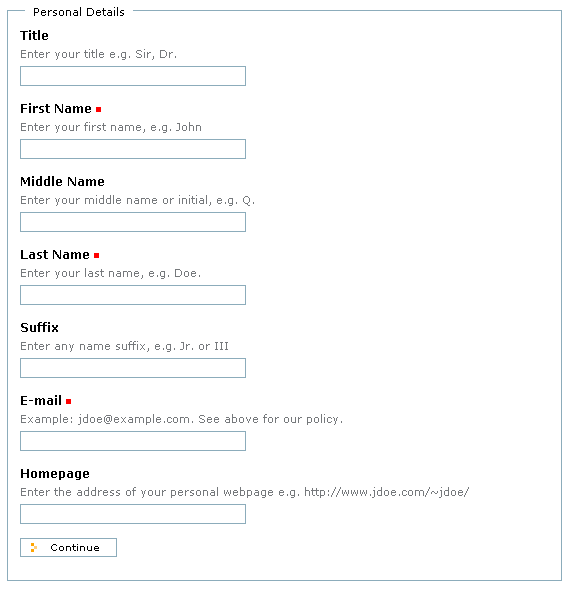 Personal Details
Title
Enter your title e.g. Sir, Dr.
First Name
Enter your first name, e.g. John
Middle Name
Enter your middle name or initial, e.g. Q.
Last Name
Enter your last name, e.g. Doe.
Suffix
Enter any name suffix, e.g. Jr. or III
E-mail
Example: jdoe@example.com. See above for our policy.
Homepage
Enter the address of your personal webpage e.g. http://www.jdoe.com/~jdoe/
Continue